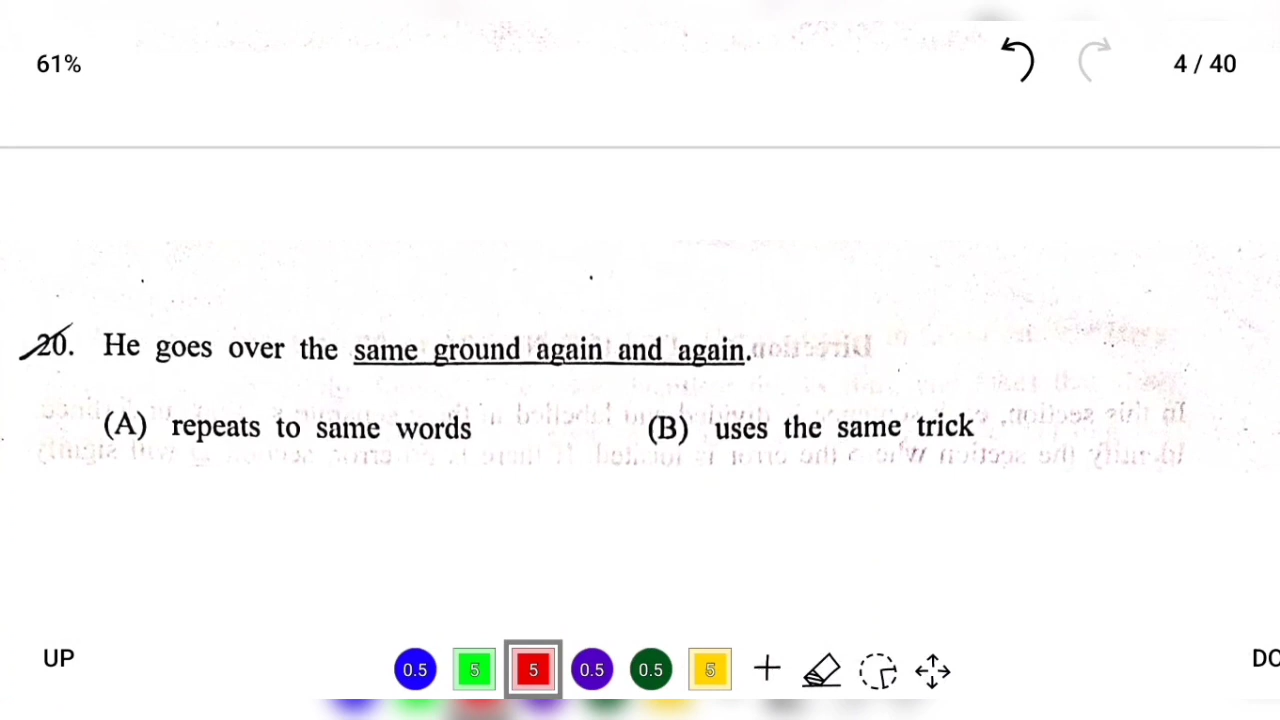 61%
4 / 40
20. He goes over the same ground again and again.
(A) repeats to same words
(B) uses the same trick
UP
0.5
5
5
0.5
0.5
5
DO